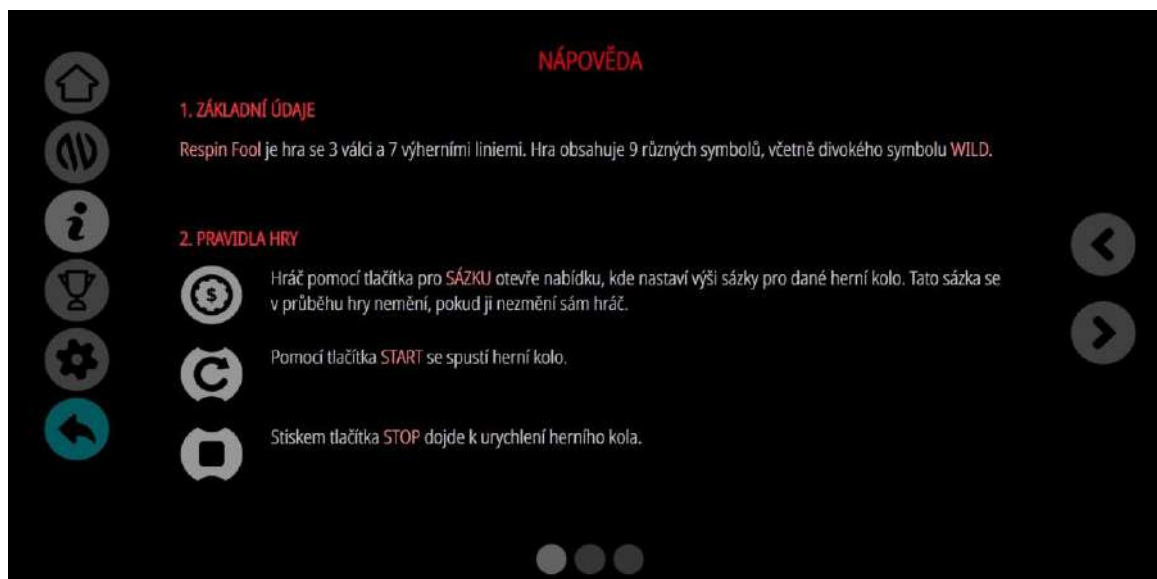 NÁPOVĚDA
1. ZÁKLADNÍ ÚDAJE
Respin Fool je hra se 3 válci a 7 výherními liniemi. Hra obsahuje 9 různých symbolů, včetně divokého symbolu WILD.
2. PRAVIDLA HRY
Hráč pomocí tlačítka pro SÁZKU otevře nabídku, kde nastaví výši sázky pro dané herní kolo. Tato sázka se
v průběhu hry nemění, pokud ji nezmění sám hráč.
Pomocí tlačítka START se spustí herní kolo.
Stiskem tlačítka STOP dojde k urychlení herního kola.